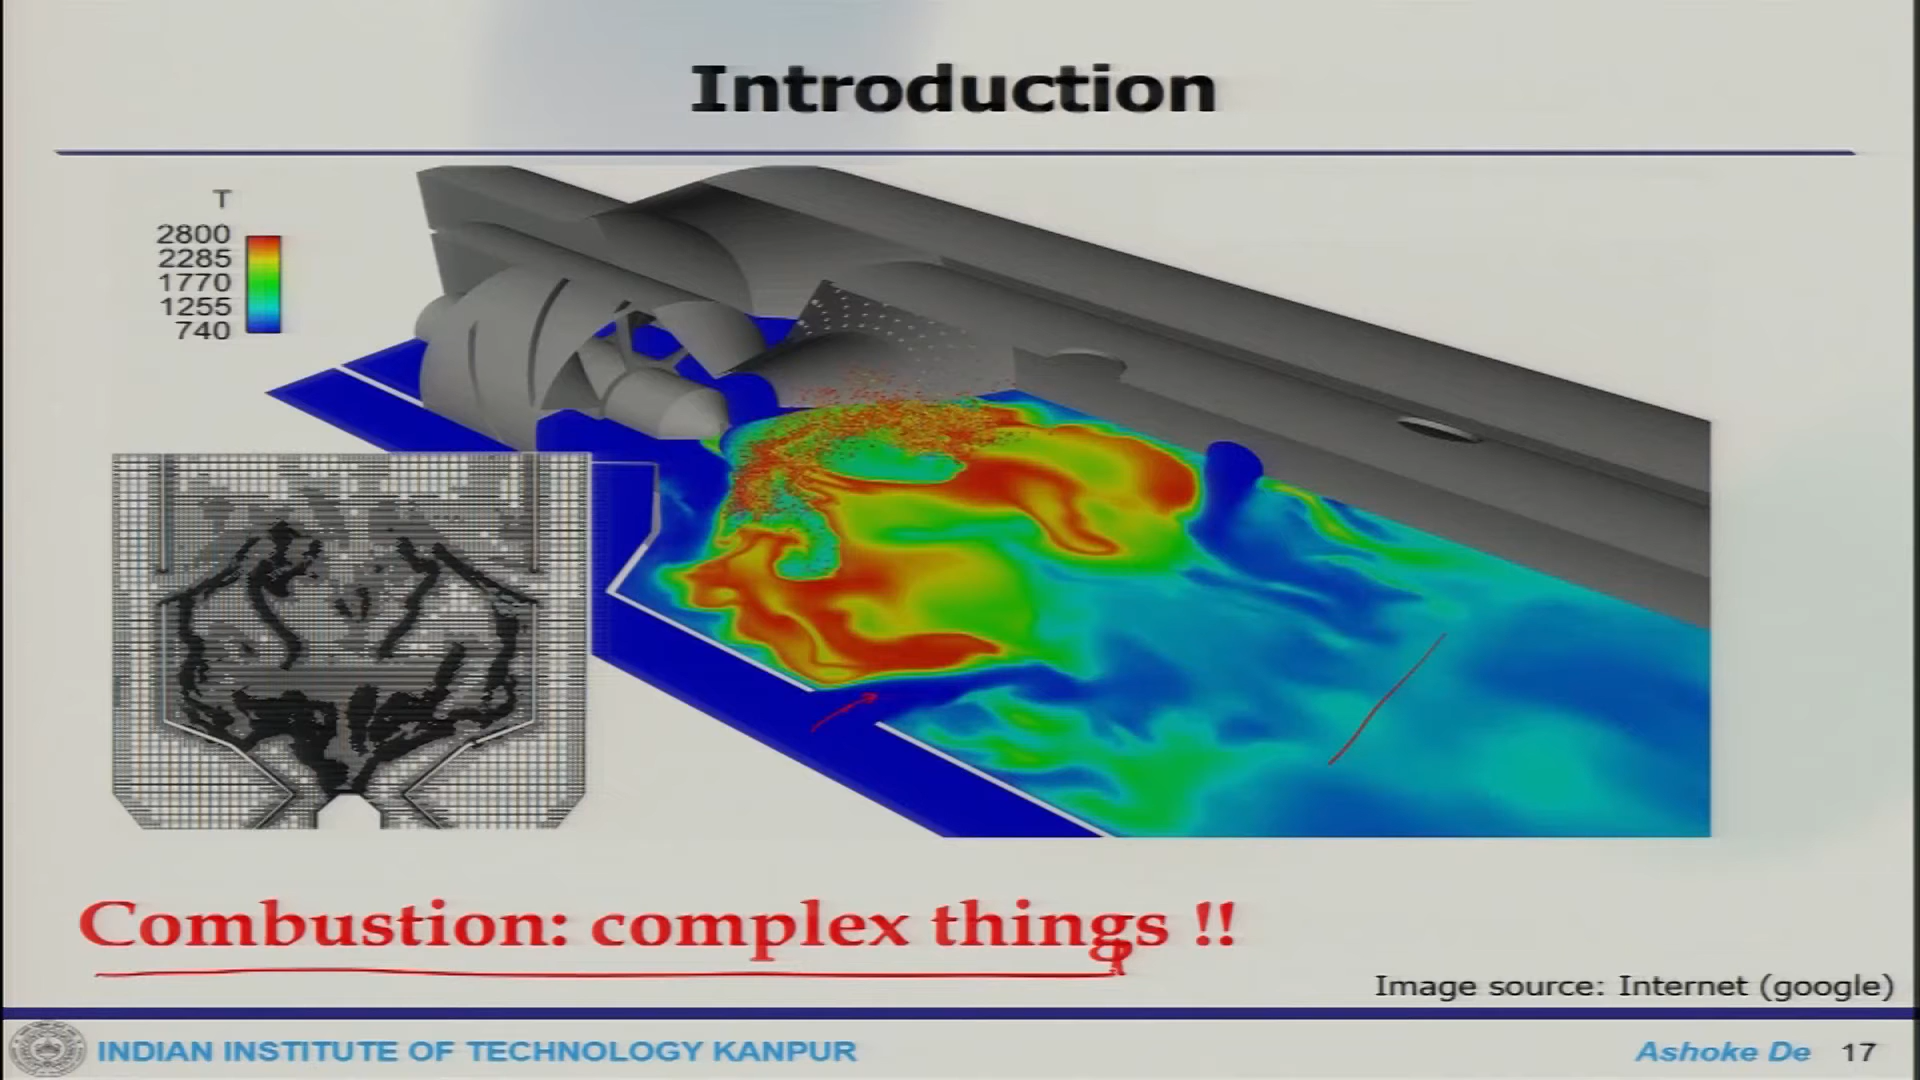 Introduction
T
2800
2285
1770
1255
740
Combustion: complex things !!
Image source: Internet (google)
INDIAN INSTITUTE OF TECHNOLOGY KANPUR
Ashoke De 17